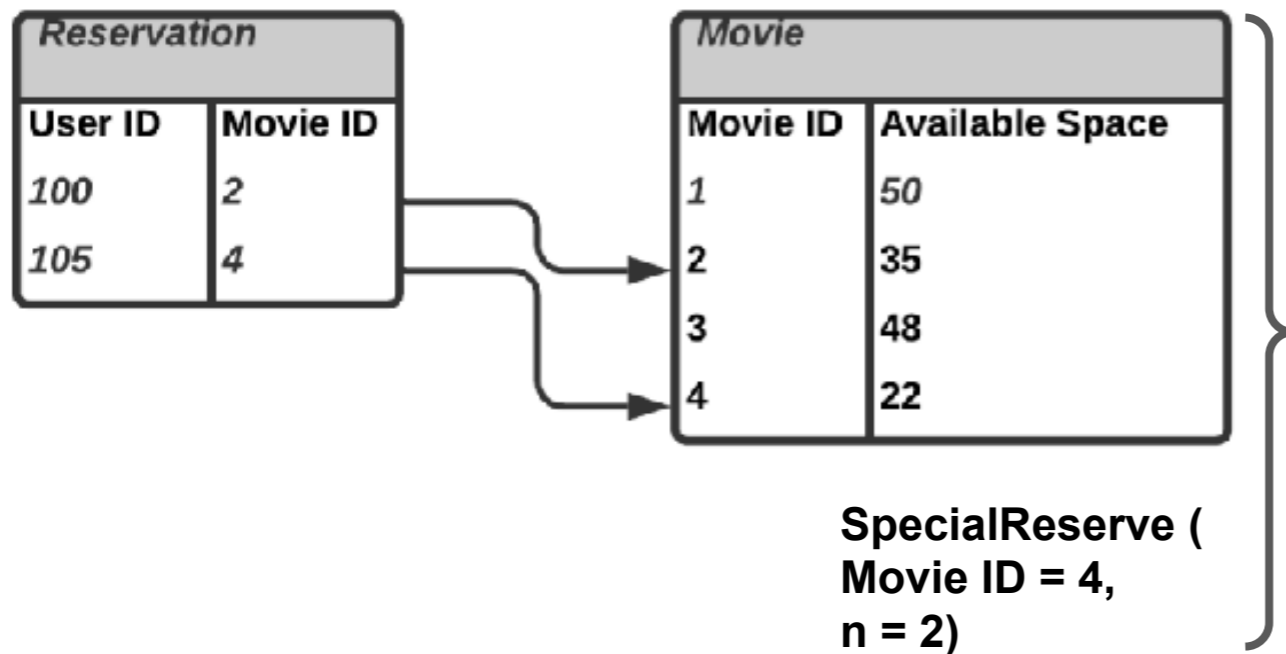 Reservation
User ID Movie ID
100 2
105 4
Movie
Movie ID Available Space
1 50
2 35
3 48
4 22
SpecialReserve (
Movie ID = 4,
n = 2)